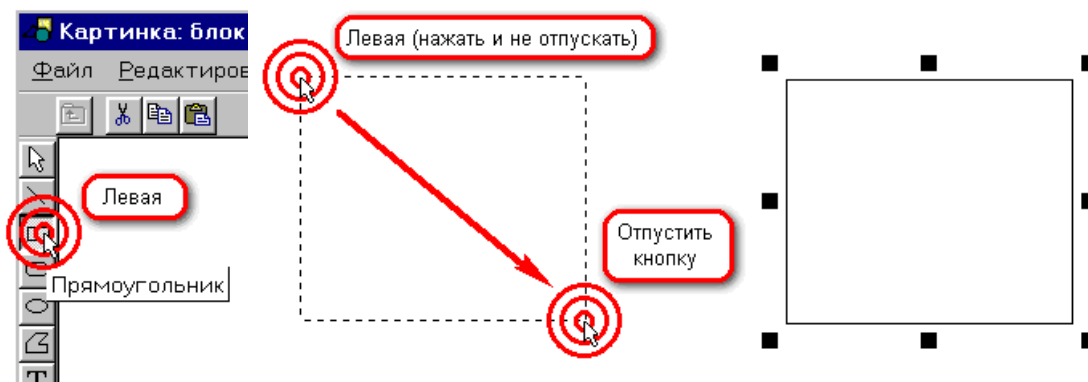 Картинка: блок
Файл Редактиров
Левая
Прямоугольник
T
Левая (нажать и не отпускать)
Отпустить
кнопку